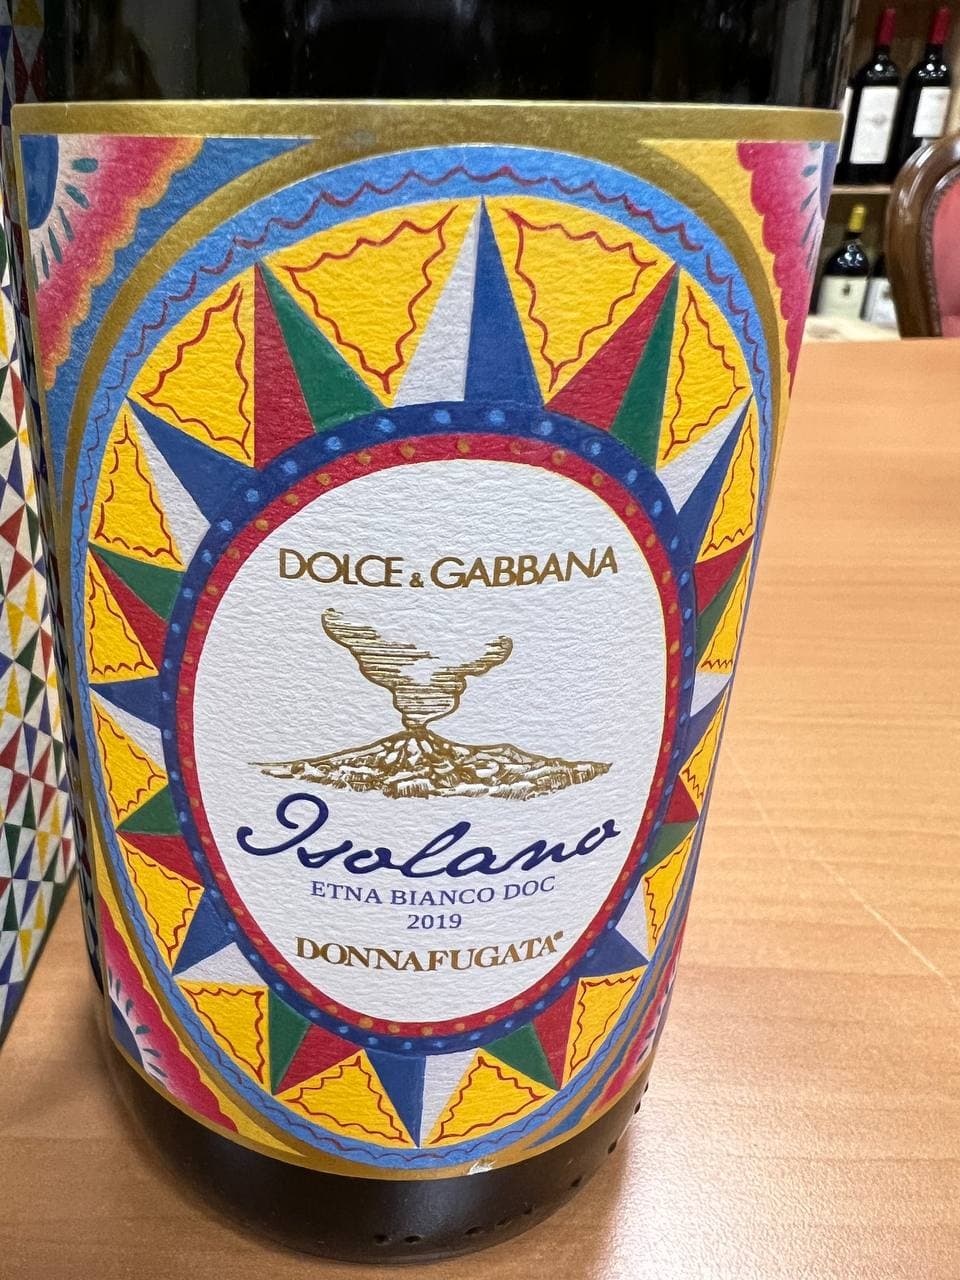 DOLCE & GABBANA
Isolano
ETNA BIANCO DOC
2019
DONNAFUGATA®